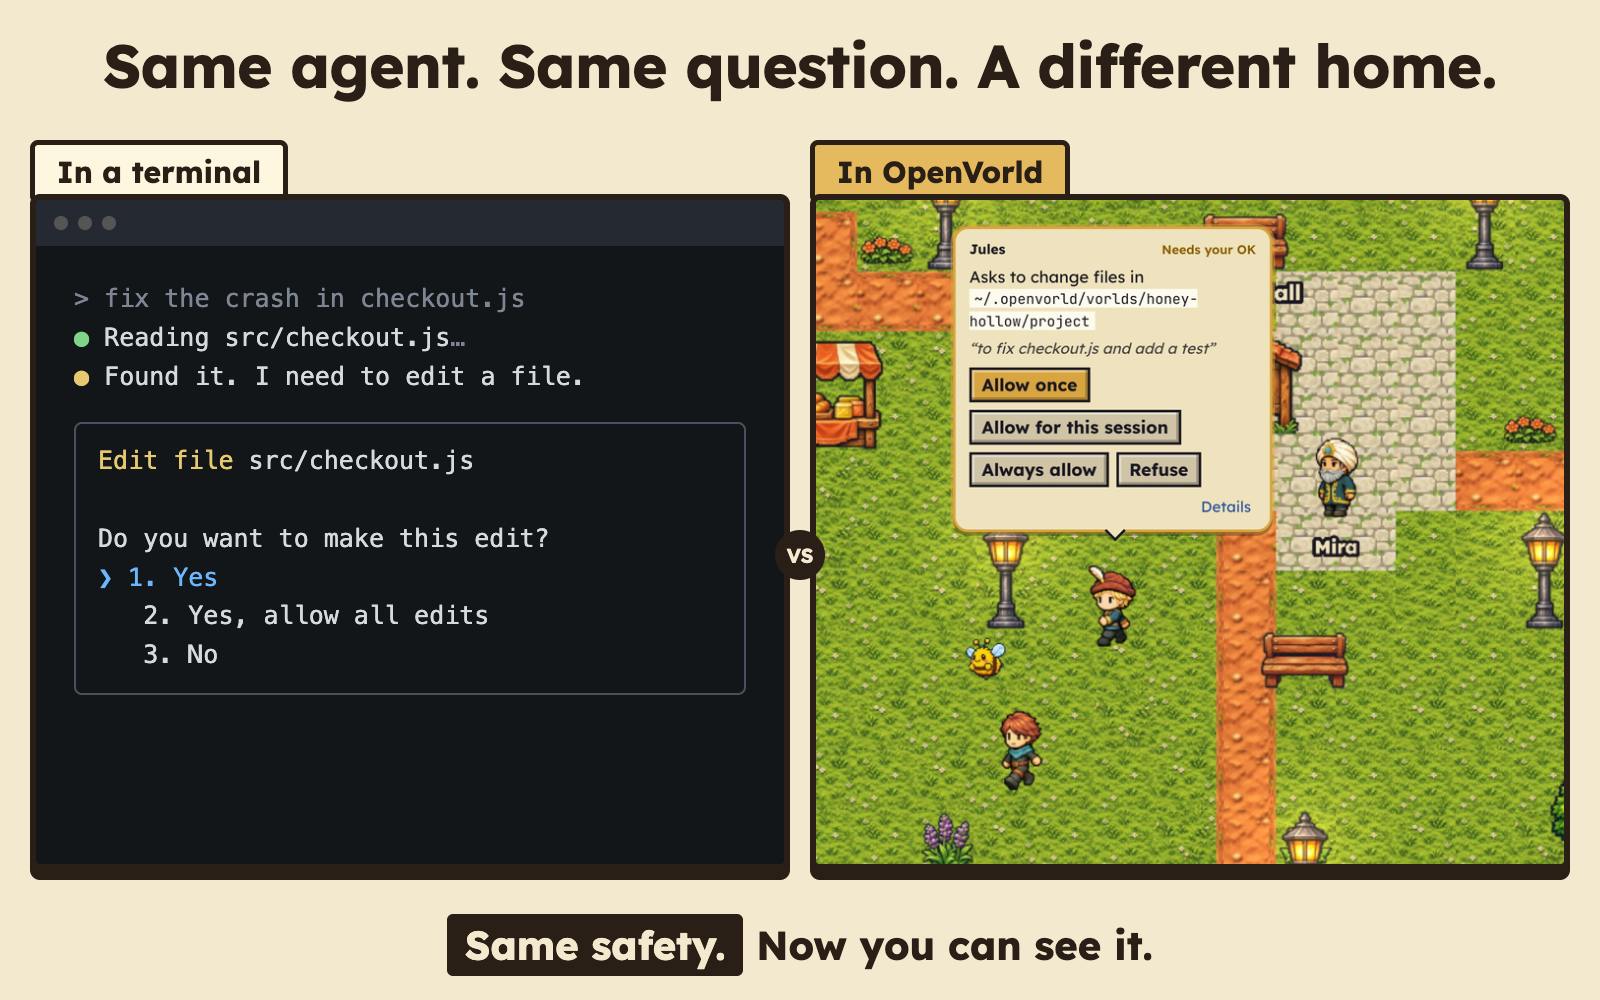 Same agent. Same question. A different home.
In a terminal
> fix the crash in checkout.js
Reading src/checkout.js…
Found it. I need to edit a file.
Edit file src/checkout.js
Do you want to make this edit?
❯ 1. Yes
2. Yes, allow all edits
3. No
VS
In OpenVorld
Jules
Needs your OK
Asks to change files in
~/.openworld/vorlds/honey-
hollow/project
“to fix checkout.js and add a test”
Allow once
Allow for this session
Always allow
Refuse
Details
all
Mira
Same safety. Now you can see it.